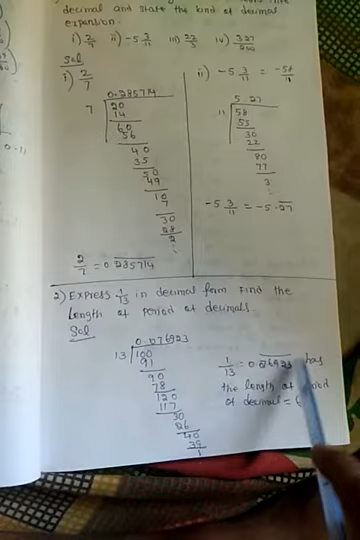 decimal and state the kind of decimal
expansion.
i) 2/7 ii) -5 3/11 iii) 22/3 iv) 327/500
Sol
i) 2/7
0.285714
7 20
14
60
56
40
35
50
49
10
7
30
28
2
2/7 = 0.285714
ii) -5 3/11 = -58/11
5.27
11 58
55
30
22
80
77
3
-5 3/11 = -5.27
2) Express 1/13 in decimal form Find the
Length of Period of decimals
Sol
0.076923
13 100
91
90
78
120
117
30
26
40
39
1
1/13 = 0.076923 has
the length of Period
of decimal = 6